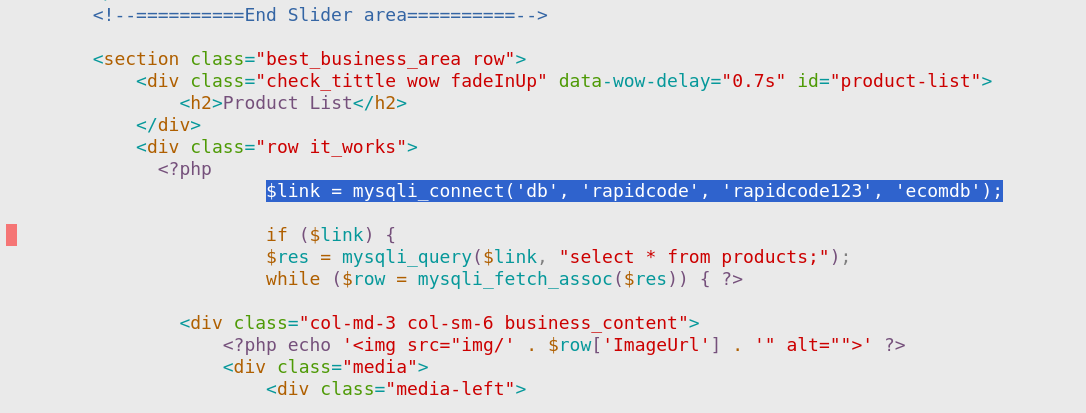 <!--==========End Slider area==========-->
<section class="best_business_area row">
<div class="check_tittle wow fadeInUp" data-wow-delay="0.7s" id="product-list">
<h2>Product List</h2>
</div>
<div class="row it_works">
<?php
$link = mysqli_connect('db', 'rapidcode', 'rapidcode123', 'ecomdb');
if ($link) {
$res = mysqli_query($link, "select * from products;");
while ($row = mysqli_fetch_assoc($res)) { ?>
<div class="col-md-3 col-sm-6 business_content">
<?php echo '<img src="img/' . $row['ImageUrl'] . '" alt="">' ?>
<div class="media">
<div class="media-left">